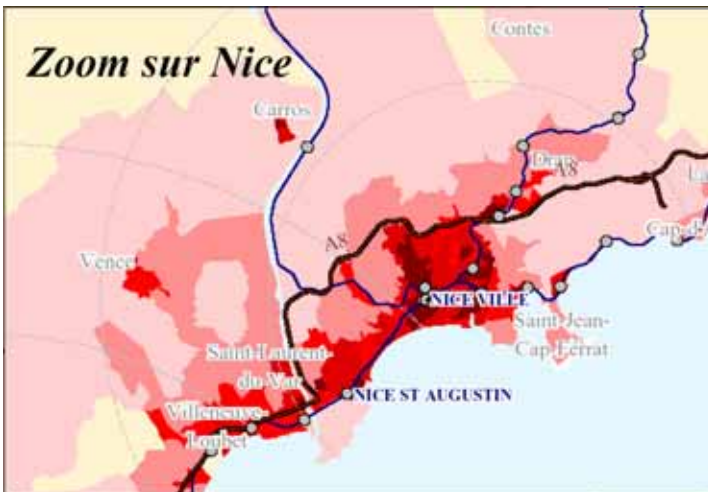 Zoom sur Nice
Contes
Carros
Drap
A8
A8
Vence
Cap-d'A
NICE VILLE
Saint-Jean-
Cap-Ferrat
Saint-Laurent-
du-Var
NICE ST AUGUSTIN
Villeneuve-
Loubet